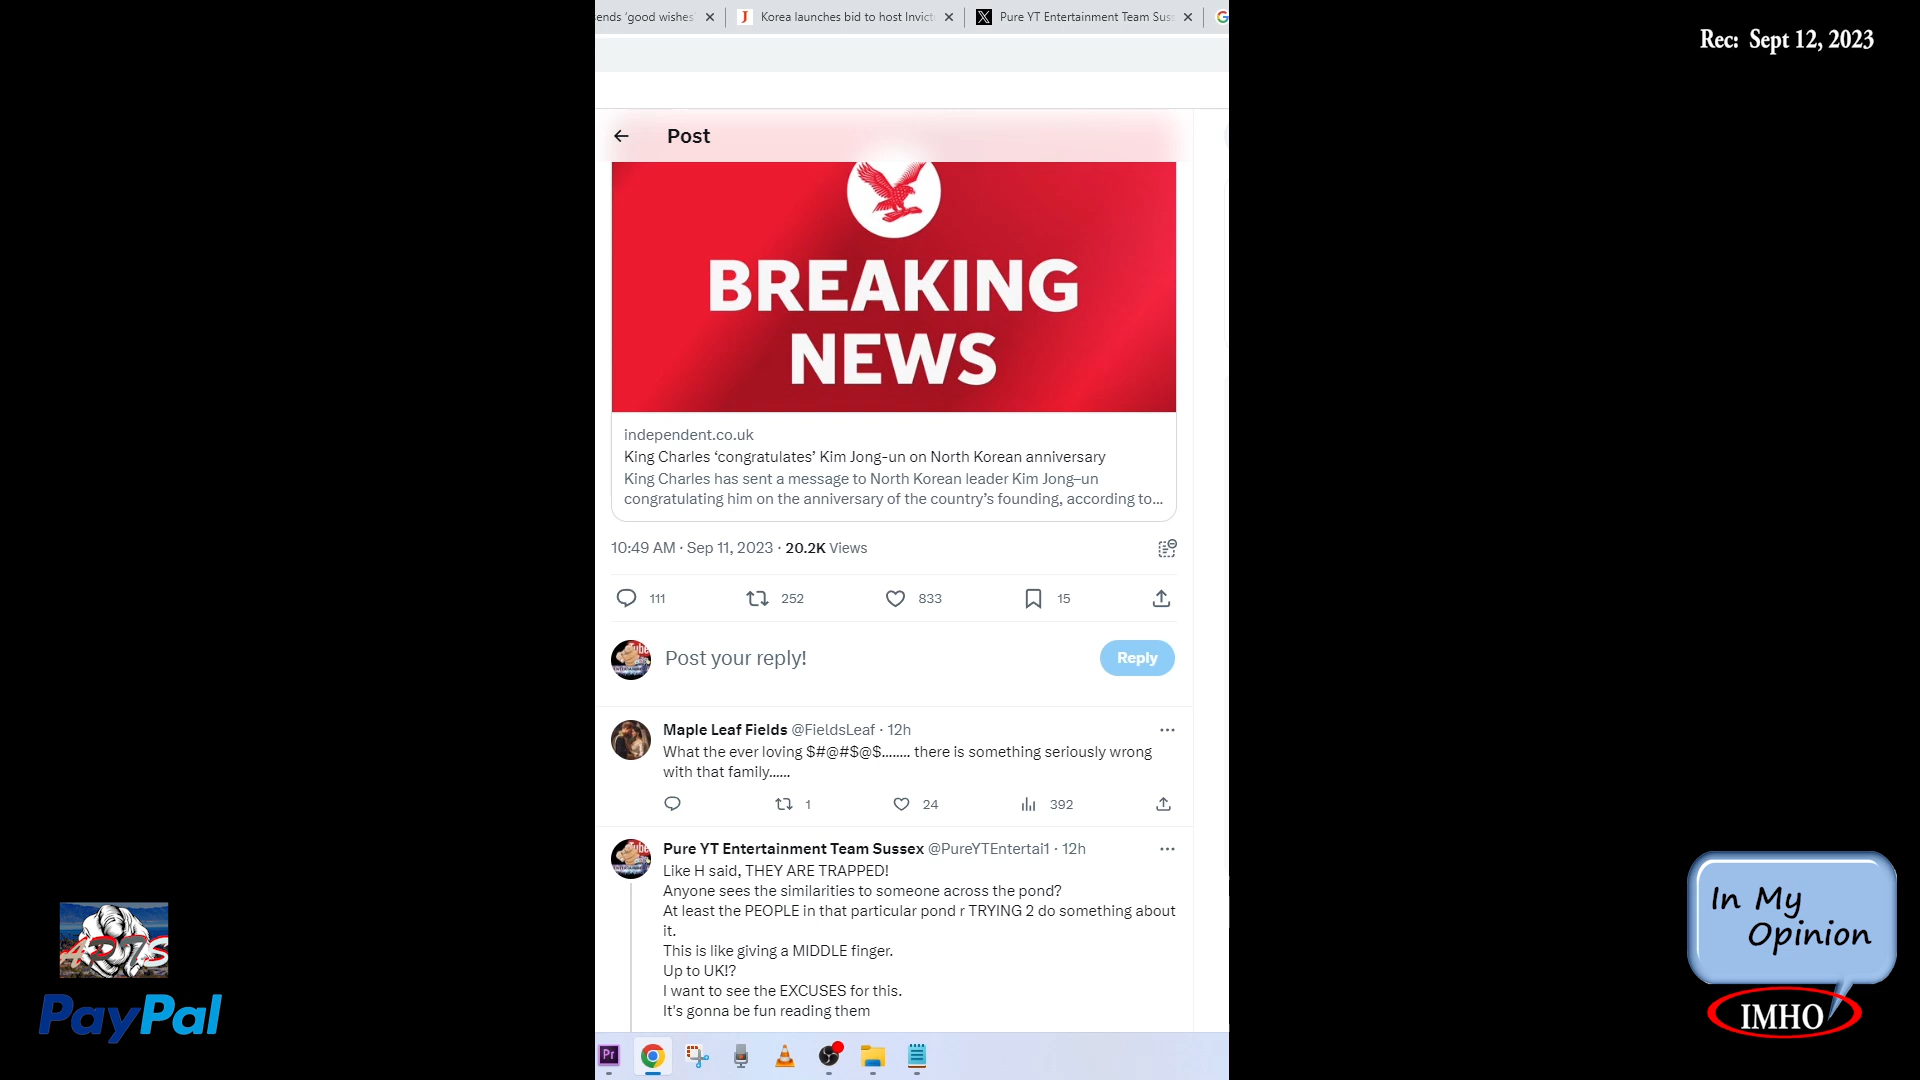 ends ‘good wishes’
Korea launches bid to host Invict
Pure YT Entertainment Team Suss
Rec: Sept 12, 2023
Post
BREAKING
NEWS
independent.co.uk
King Charles ‘congratulates’ Kim Jong-un on North Korean anniversary
King Charles has sent a message to North Korean leader Kim Jong–un
congratulating him on the anniversary of the country’s founding, according to...
10:49 AM · Sep 11, 2023 · 20.2K Views
111 252 833 15
Post your reply!
Reply
Maple Leaf Fields @FieldsLeaf · 12h
What the ever loving $#@#$@$........ there is something seriously wrong
with that family......
1 24 392
Pure YT Entertainment Team Sussex @PureYTEntertai1 · 12h
Like H said, THEY ARE TRAPPED!
Anyone sees the similarities to someone across the pond?
At least the PEOPLE in that particular pond r TRYING 2 do something about
it.
This is like giving a MIDDLE finger.
Up to UK!?
I want to see the EXCUSES for this.
It's gonna be fun reading them
PayPal
In My
Opinion
IMHO
Pr